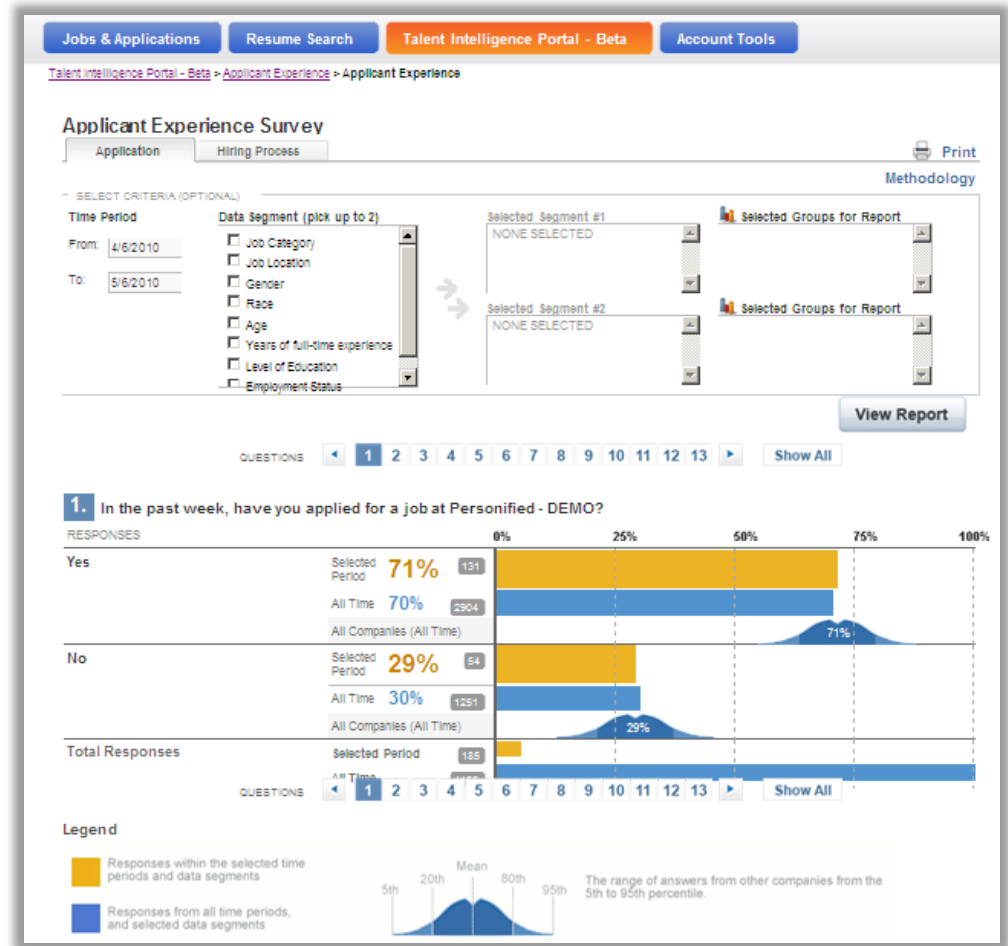 Jobs & Applications Resume Search Talent Intelligence Portal - Beta Account Tools
Talent Intelligence Portal - Beta > Applicant Experience > Applicant Experience
Applicant Experience Survey
Application Hiring Process Print
Methodology
SELECT CRITERIA (OPTIONAL)
Time Period Data Segment (pick up to 2) Selected Segment #1 Selected Groups for Report
From: 4/6/2010 Job Category NONE SELECTED
Job Location
To: 5/6/2010 Gender
Race Selected Segment #2 Selected Groups for Report
Age NONE SELECTED
Years of full-time experience
Level of Education
Employment Status
View Report
QUESTIONS 1 2 3 4 5 6 7 8 9 10 11 12 13 Show All
1. In the past week, have you applied for a job at Personified - DEMO?
RESPONSES 0% 25% 50% 75% 100%
Yes Selected Period 71% 131
All Time 70% 2904
All Companies (All Time) 71%
No Selected Period 29% 54
All Time 30% 1251
All Companies (All Time) 29%
Total Responses Selected Period 185
All Time
QUESTIONS 1 2 3 4 5 6 7 8 9 10 11 12 13 Show All
Legend
Responses within the selected time
periods and data segments
Responses from all time periods,
and selected data segments
5th 20th Mean 80th 95th
The range of answers from other companies from the
5th to 95th percentile.